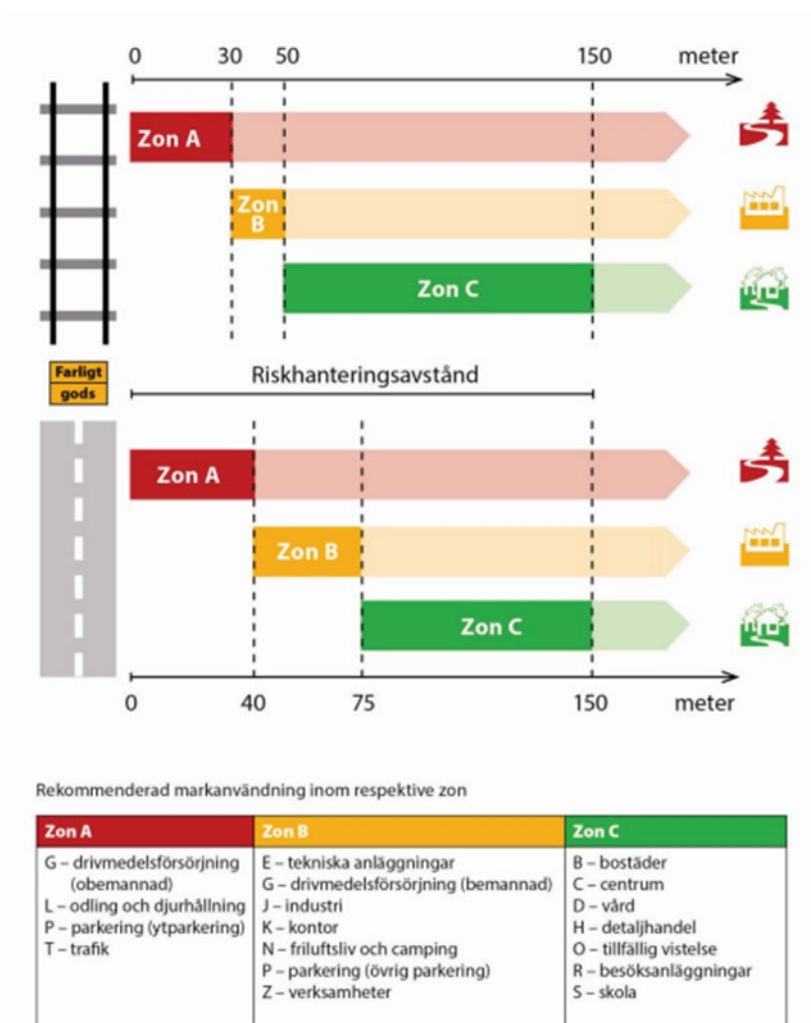 0 30 50 150 meter
Zon A
Zon
B
Zon C
Farligt
gods
Riskhanteringsavstånd
Zon A
Zon B
Zon C
0 40 75 150 meter
Rekommenderad markanvändning inom respektive zon
Zon A
G – drivmedelsförsörjning
(obemannad)
L – odling och djurhållning
P – parkering (ytparkering)
T – trafik
Zon B
E – tekniska anläggningar
G – drivmedelsförsörjning (bemannad)
J – industri
K – kontor
N – friluftsliv och camping
P – parkering (övrig parkering)
Z – verksamheter
Zon C
B – bostäder
C – centrum
D – vård
H – detaljhandel
O – tillfällig vistelse
R – besöksanläggningar
S – skola